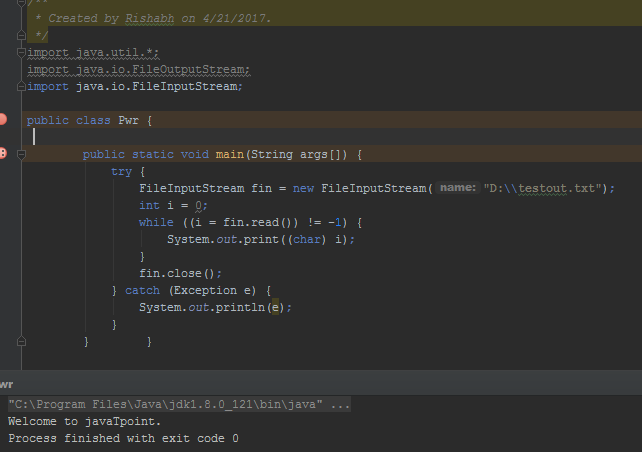 /**
* Created by Rishabh on 4/21/2017.
*/
import java.util.*;
import java.io.FileOutputStream;
import java.io.FileInputStream;
public class Pwr {
public static void main(String args[]) {
try {
FileInputStream fin = new FileInputStream( name: "D:\\testout.txt");
int i = 0;
while ((i = fin.read()) != -1) {
System.out.print((char) i);
}
fin.close();
} catch (Exception e) {
System.out.println(e);
}
} }
wr
"C:\Program Files\Java\jdk1.8.0_121\bin\java" ...
Welcome to javaTpoint.
Process finished with exit code 0